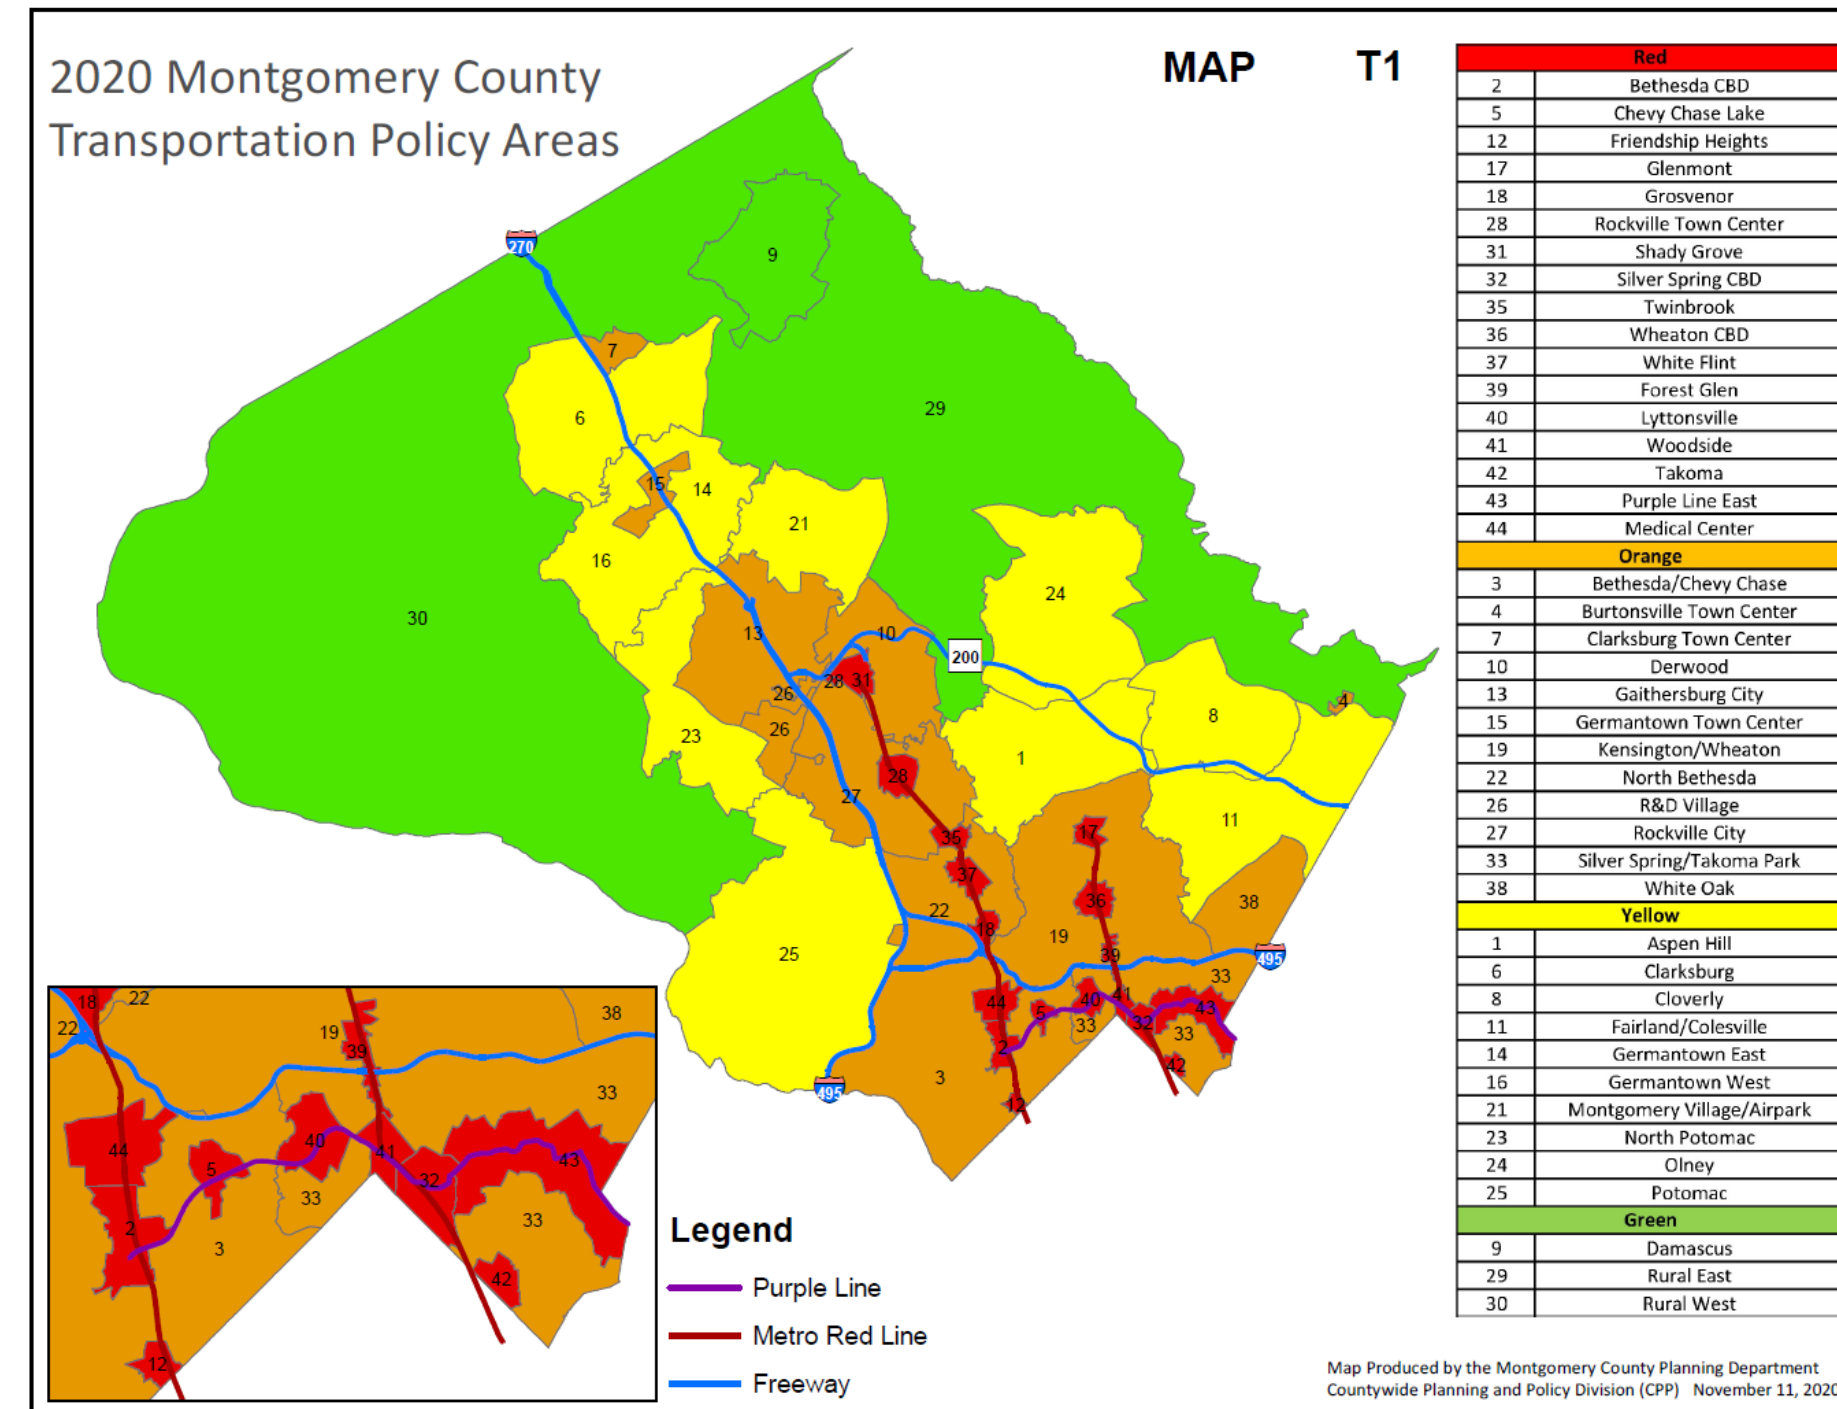 2020 Montgomery County
Transportation Policy Areas
MAP T1
Red
2 Bethesda CBD
5 Chevy Chase Lake
12 Friendship Heights
17 Glenmont
18 Grosvenor
28 Rockville Town Center
31 Shady Grove
32 Silver Spring CBD
35 Twinbrook
36 Wheaton CBD
37 White Flint
39 Forest Glen
40 Lyttonsville
41 Woodside
42 Takoma
43 Purple Line East
44 Medical Center
Orange
3 Bethesda/Chevy Chase
4 Burtonsville Town Center
7 Clarksburg Town Center
10 Derwood
13 Gaithersburg City
15 Germantown Town Center
19 Kensington/Wheaton
22 North Bethesda
26 R&D Village
27 Rockville City
33 Silver Spring/Takoma Park
38 White Oak
Yellow
1 Aspen Hill
6 Clarksburg
8 Cloverly
11 Fairland/Colesville
14 Germantown East
16 Germantown West
21 Montgomery Village/Airpark
23 North Potomac
24 Olney
25 Potomac
Green
9 Damascus
29 Rural East
30 Rural West
270
9
7
29
6
15
14
21
16
24
30
13
10
200
28
31
26
4
8
26
23
1
28
27
11
17
35
37
36
38
22
18
19
25
39
495
33
44
41
40
5
43
32
33
33
2
42
3
495
12
18
22
22
19
38
39
33
44
40
41
5
43
32
33
33
2
3
42
12
Legend
Purple Line
Metro Red Line
Freeway
Map Produced by the Montgomery County Planning Department
Countywide Planning and Policy Division (CPP) November 11, 2020